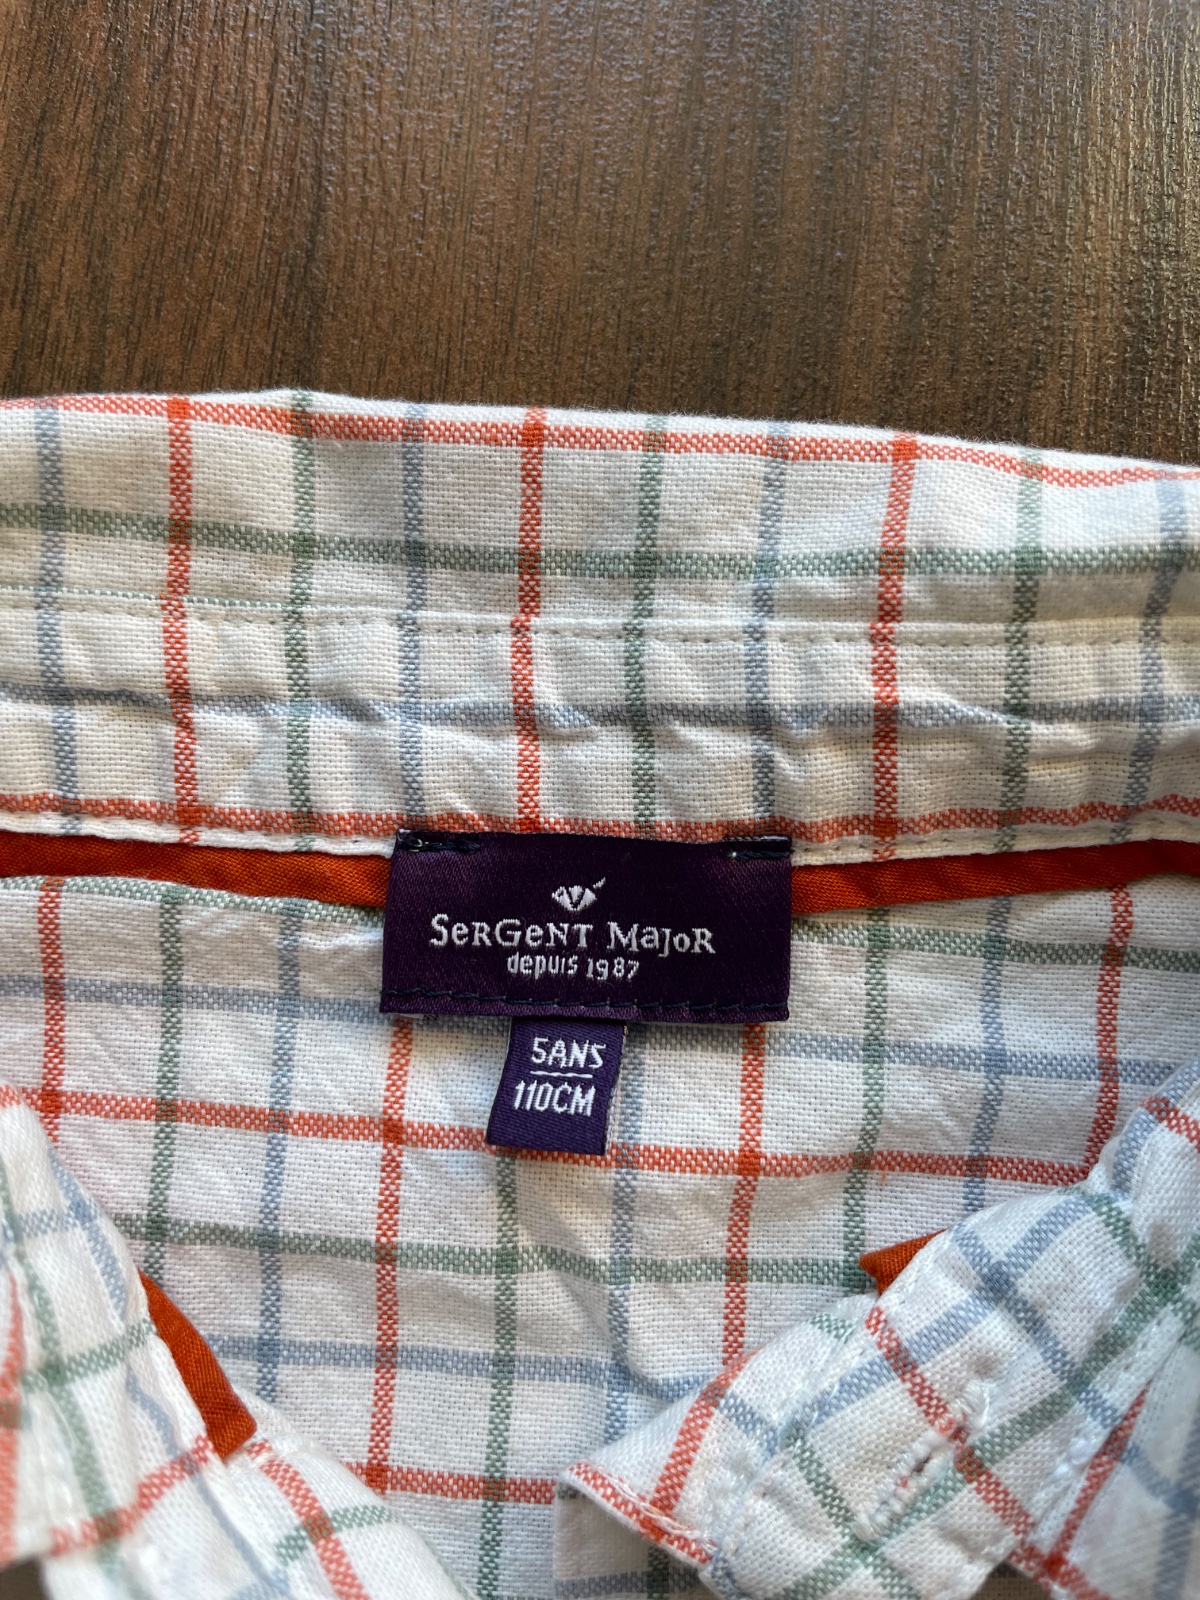 SerGeNT MaJoR
depuis 1987
5ANS
110CM